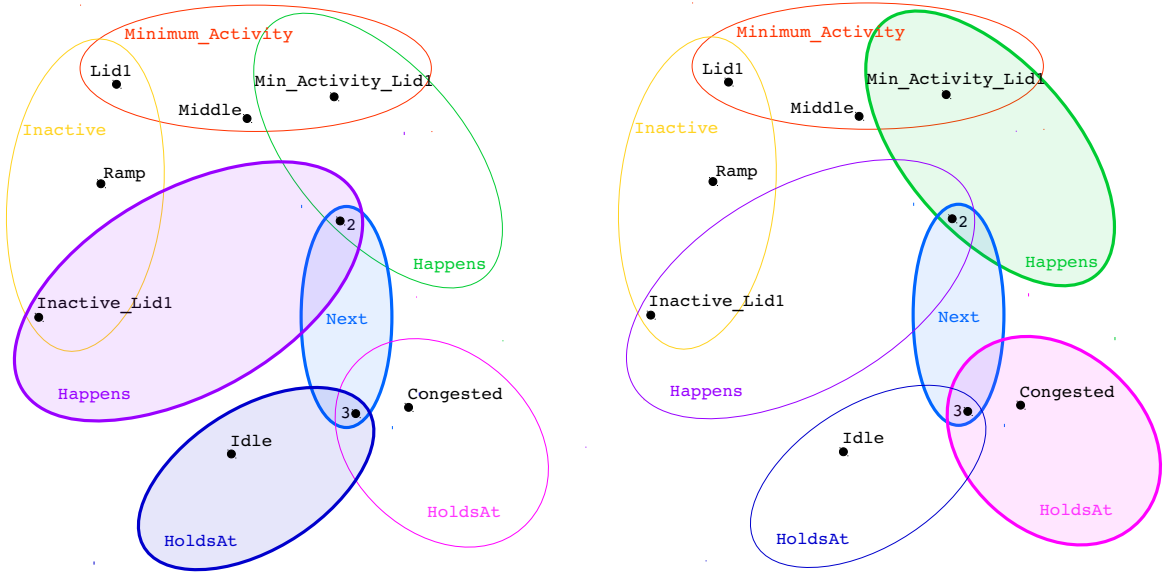 Minimum_Activity
Lid1
Min_Activity_Lid1
Middle
Inactive
Ramp
2
Happens
Inactive_Lid1
Next
Happens
Congested
3
Idle
HoldsAt
HoldsAt
Minimum_Activity
Lid1
Min_Activity_Lid1
Middle
Inactive
Ramp
2
Happens
Inactive_Lid1
Next
Happens
Congested
3
Idle
HoldsAt
HoldsAt